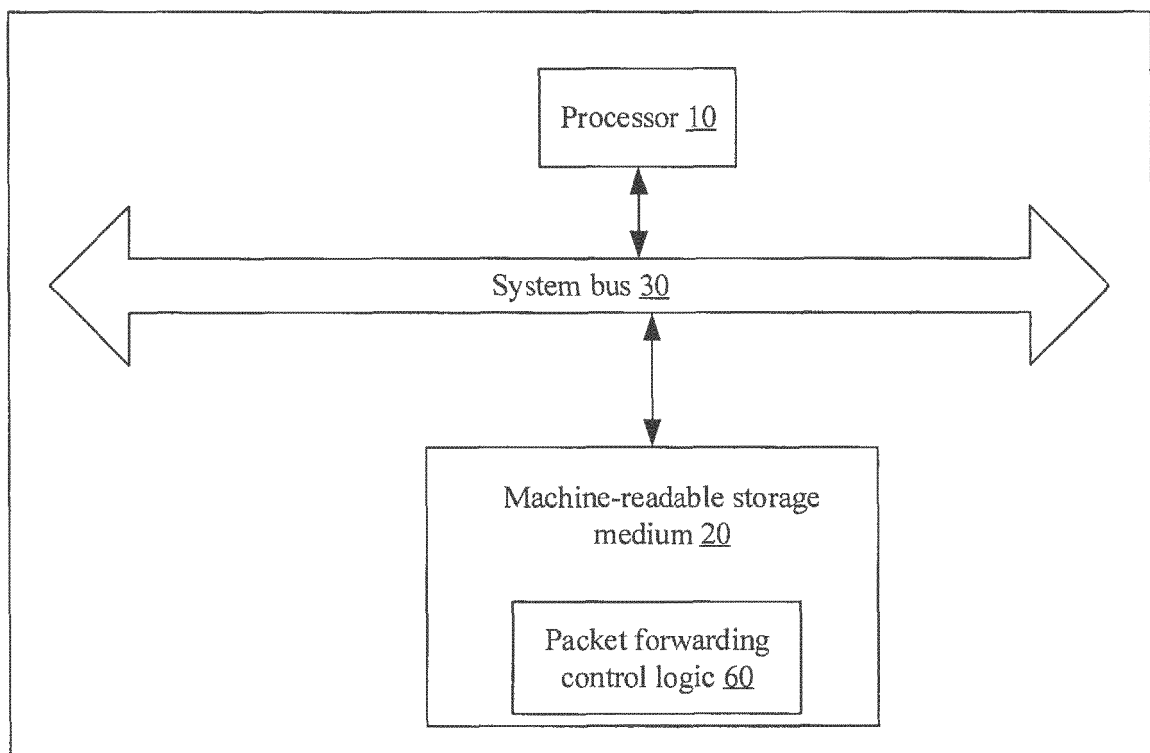 Processor 10
System bus 30
Machine-readable storage
medium 20
Packet forwarding
control logic 60